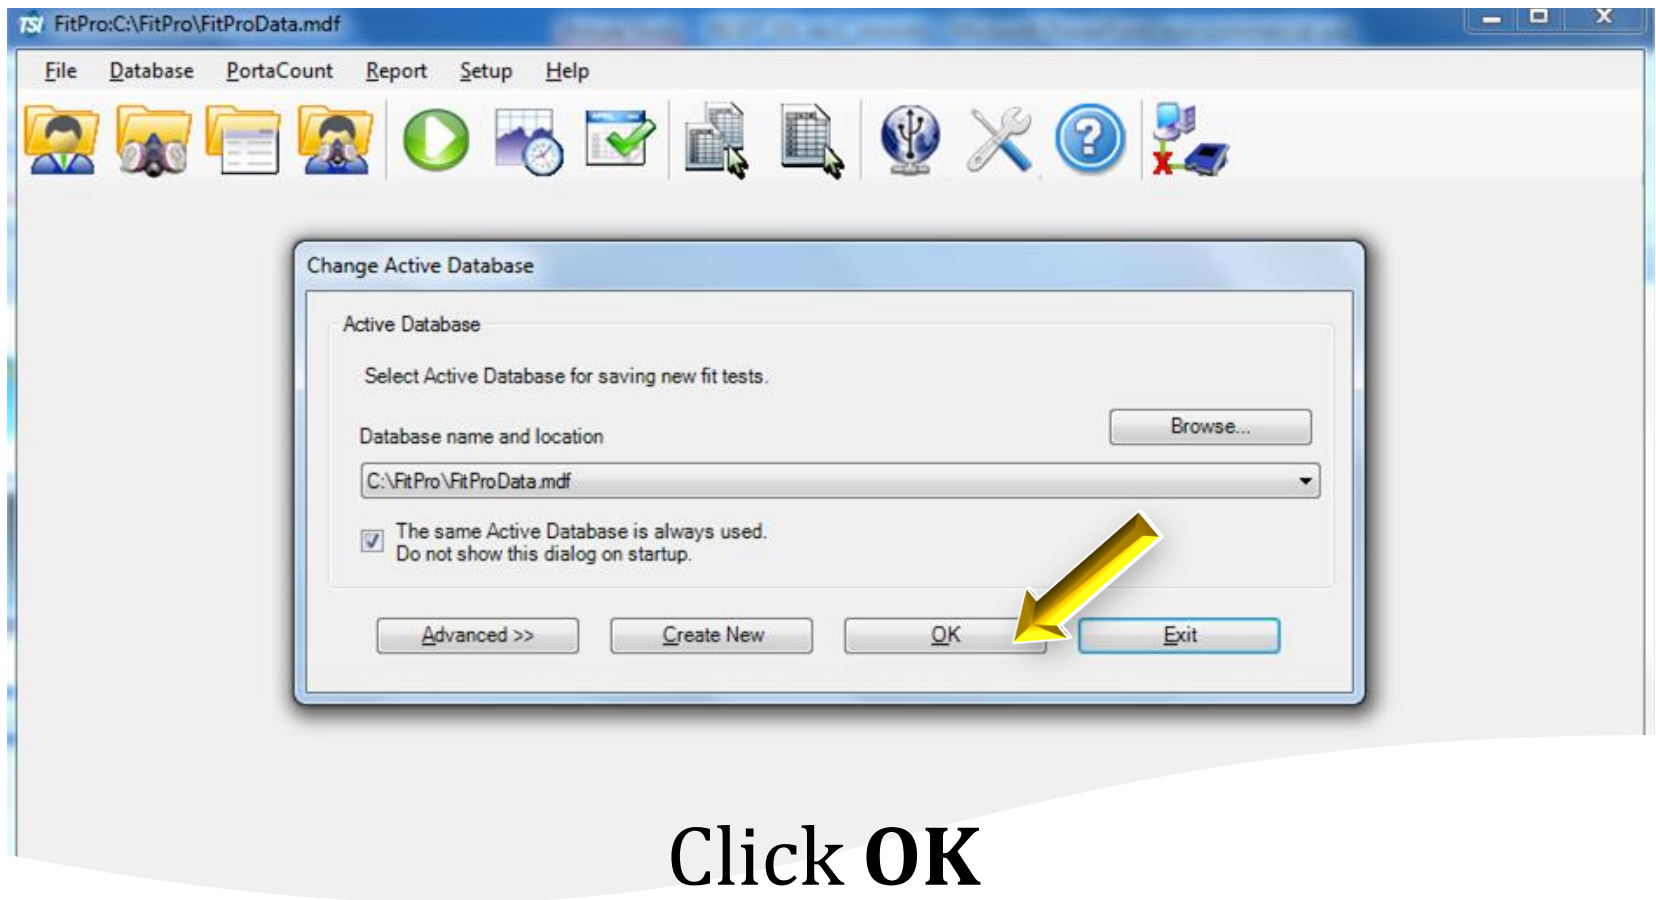 TSI FitPro:C:\FitPro\FitProData.mdf
File Database PortaCount Report Setup Help
Change Active Database
Active Database
Select Active Database for saving new fit tests.
Browse...
Database name and location
C:\FitPro\FitProData.mdf
The same Active Database is always used.
Do not show this dialog on startup.
Advanced >> Create New OK Exit
Click OK